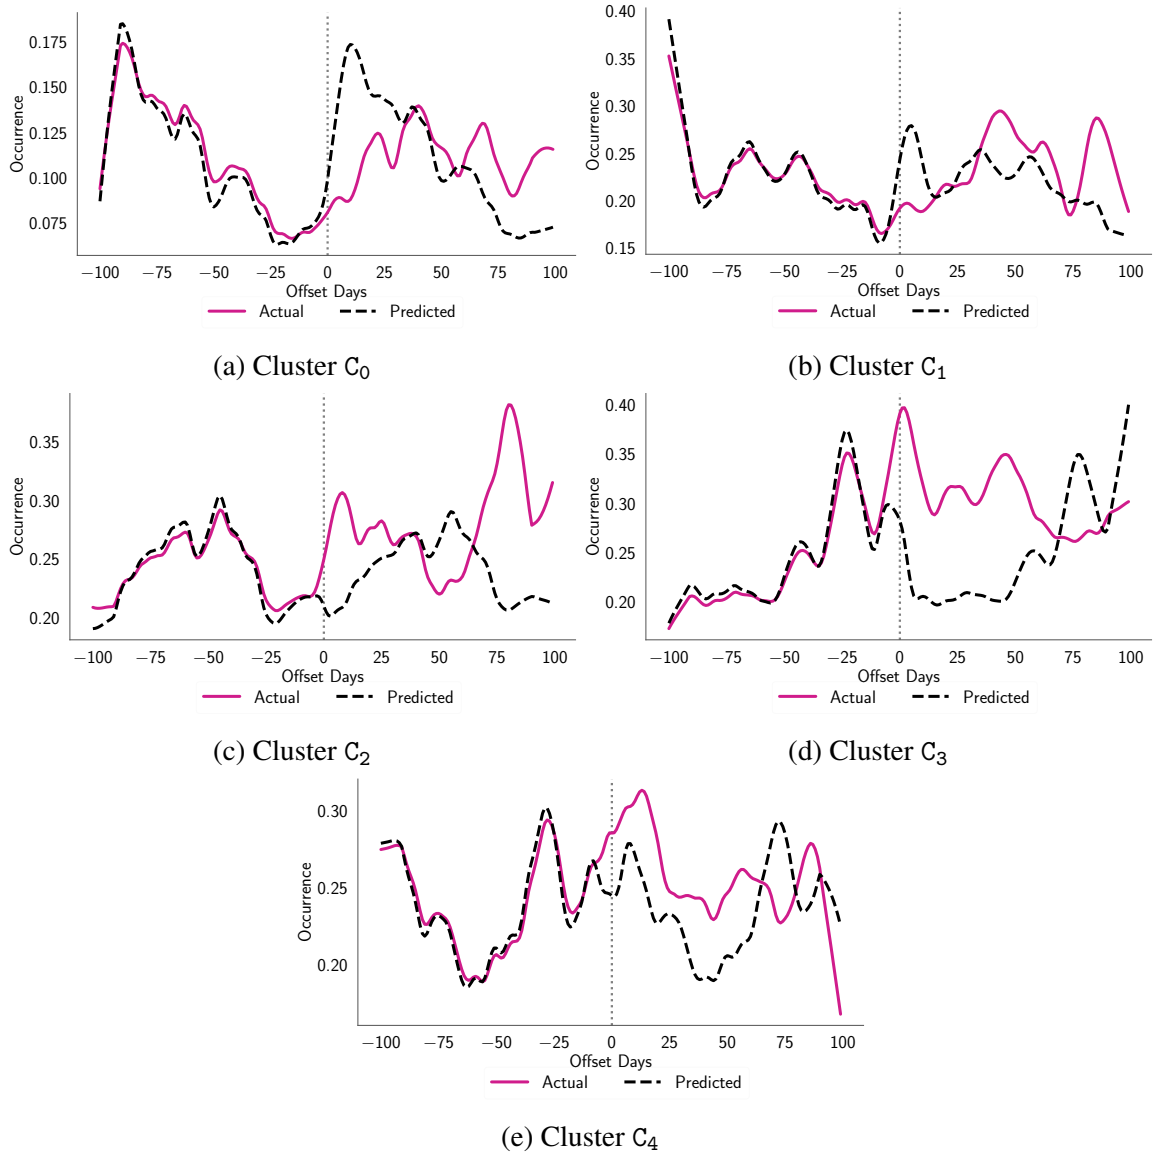 0.175
0.150
0.125
0.100
0.075
Occurrence
−100 −75 −50 −25 0 25 50 75 100
Offset Days
Actual Predicted
(a) Cluster C0
0.40
0.35
0.30
0.25
0.20
0.15
Occurrence
−100 −75 −50 −25 0 25 50 75 100
Offset Days
Actual Predicted
(b) Cluster C1
0.35
0.30
0.25
0.20
Occurrence
−100 −75 −50 −25 0 25 50 75 100
Offset Days
Actual Predicted
(c) Cluster C2
0.40
0.35
0.30
0.25
0.20
Occurrence
−100 −75 −50 −25 0 25 50 75 100
Offset Days
Actual Predicted
(d) Cluster C3
0.30
0.25
0.20
Occurrence
−100 −75 −50 −25 0 25 50 75 100
Offset Days
Actual Predicted
(e) Cluster C4